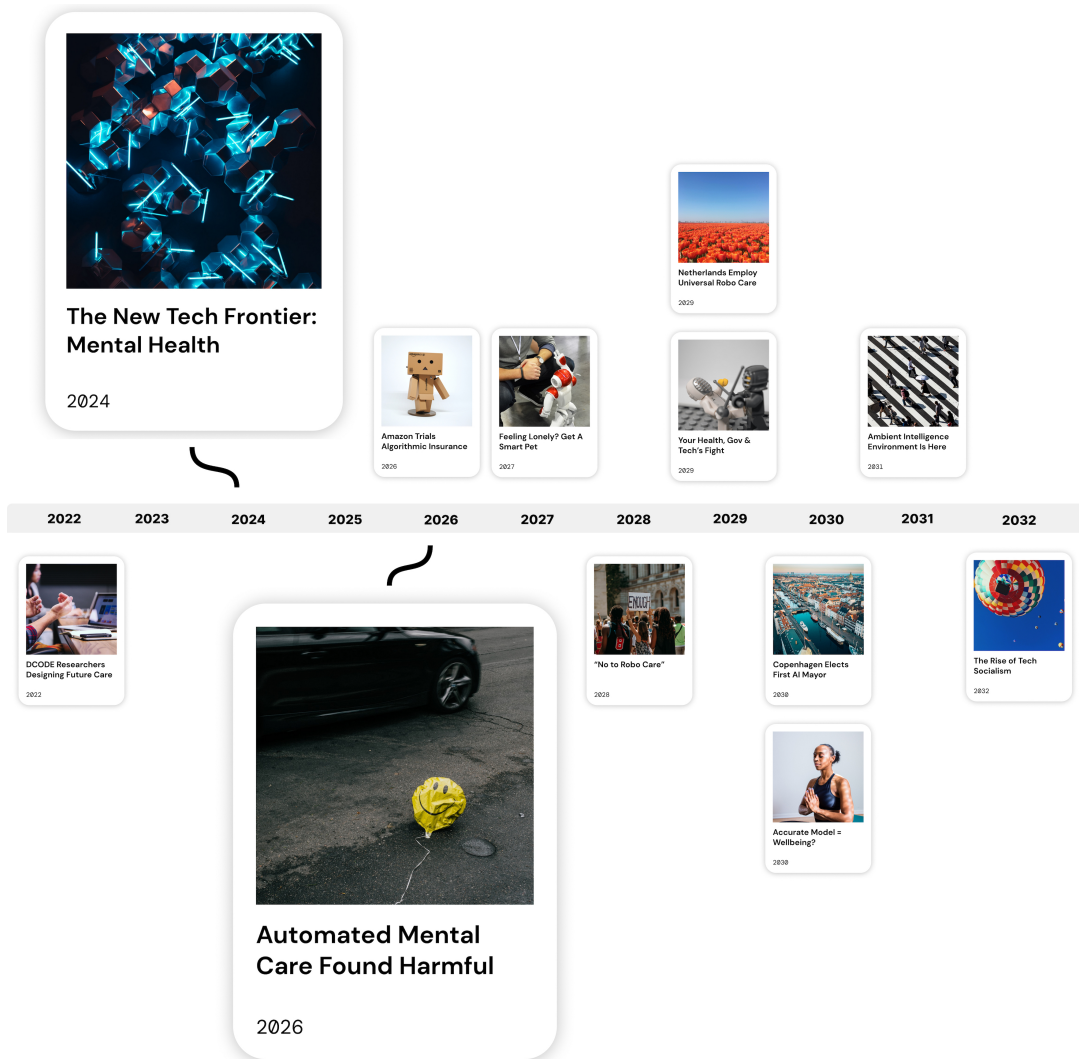 The New Tech Frontier:
Mental Health
2024
Netherlands Employ
Universal Robo Care
2029
Amazon Trials
Algorithmic Insurance
2026
Feeling Lonely? Get A
Smart Pet
2027
Your Health, Gov &
Tech's Fight
2029
Ambient Intelligence
Environment Is Here
2031
2022 2023 2024 2025 2026 2027 2028 2029 2030 2031 2032
DCODE Researchers
Designing Future Care
2022
Automated Mental
Care Found Harmful
2026
ENOUGH
"No to Robo Care"
2028
Copenhagen Elects
First AI Mayor
2030
Accurate Model =
Wellbeing?
2030
The Rise of Tech
Socialism
2032